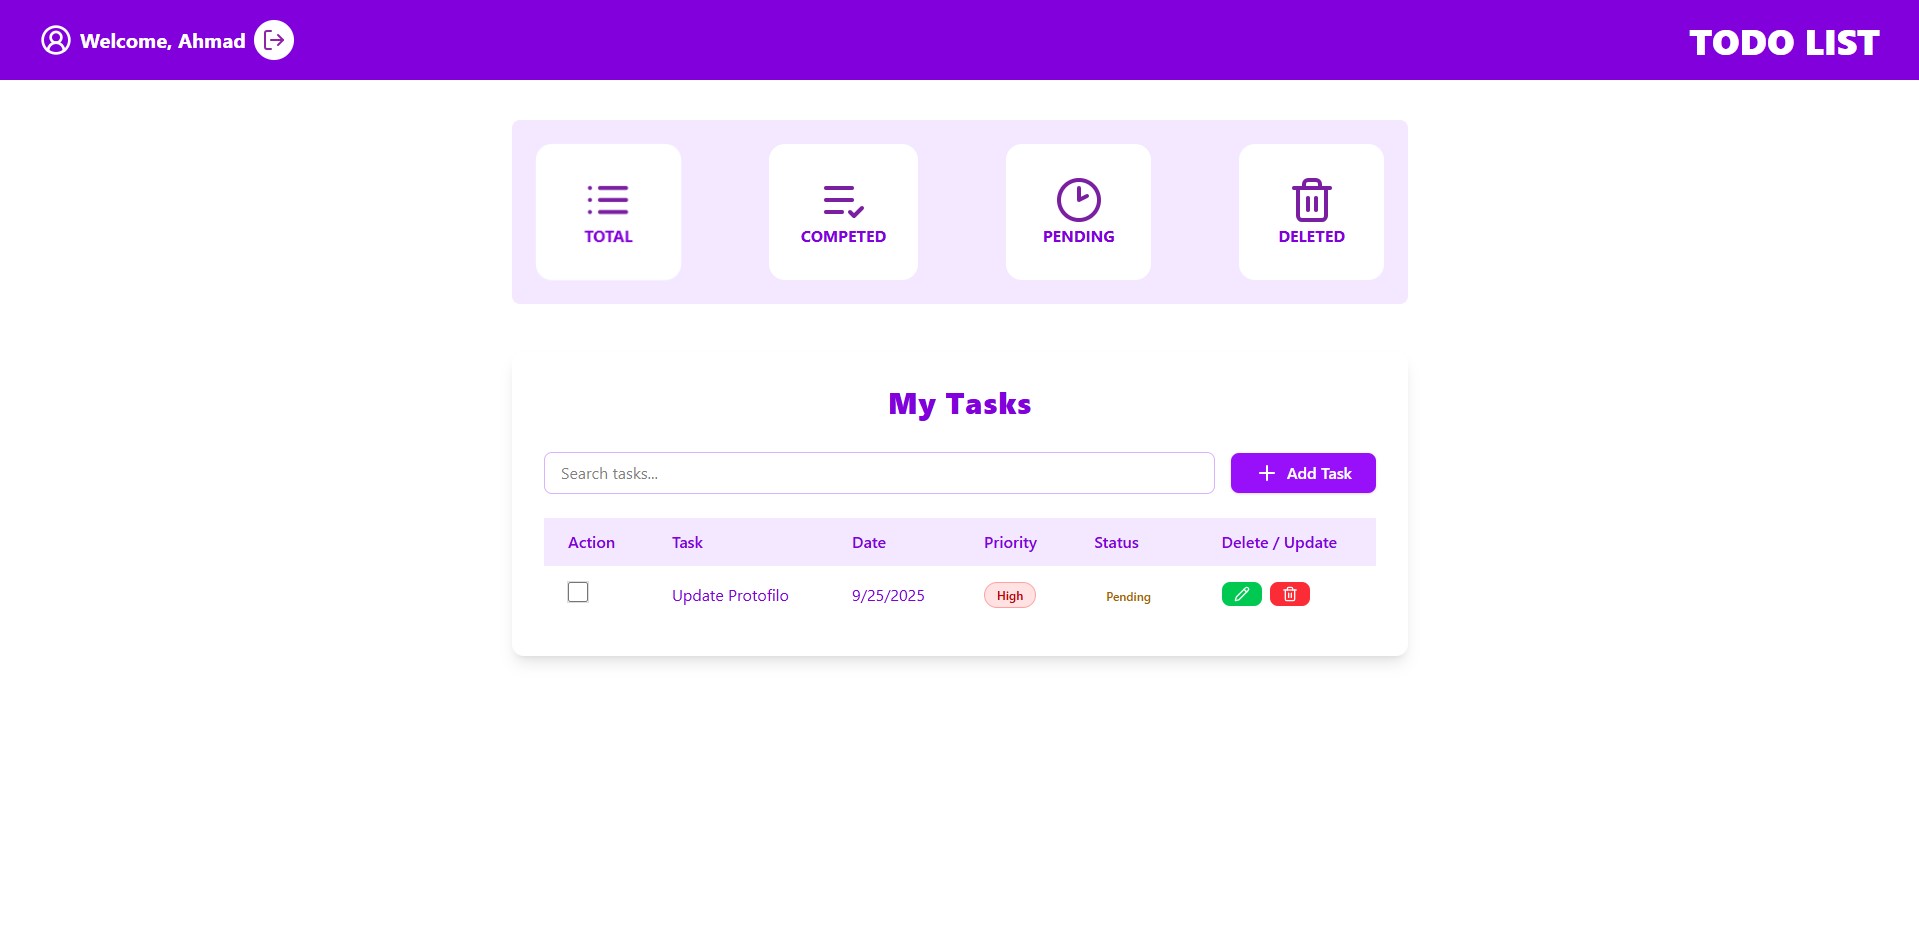 Welcome, Ahmad
TODO LIST
TOTAL
COMPETED
PENDING
DELETED
My Tasks
Search tasks...
Add Task
Action Task Date Priority Status Delete / Update
Update Protofilo 9/25/2025 High Pending